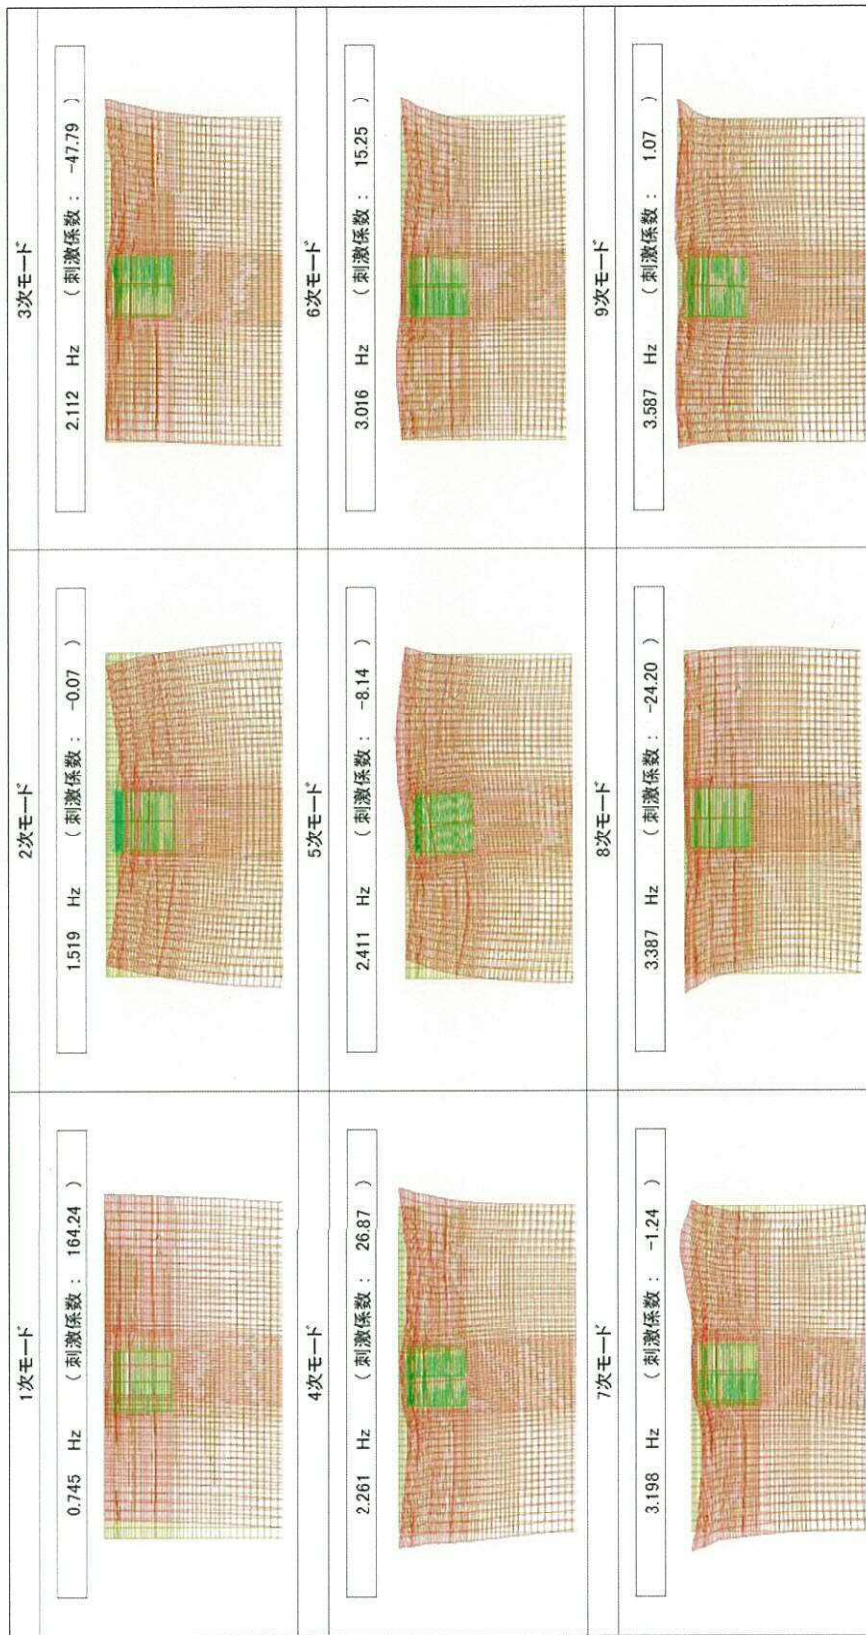 1次モード
0.745 Hz ( 刺激係数 : 164.24 )
2次モード
1.519 Hz ( 刺激係数 : -0.07 )
3次モード
2.112 Hz ( 刺激係数 : -47.79 )
4次モード
2.261 Hz ( 刺激係数 : 26.87 )
5次モード
2.411 Hz ( 刺激係数 : -8.14 )
6次モード
3.016 Hz ( 刺激係数 : 15.25 )
7次モード
3.198 Hz ( 刺激係数 : -1.24 )
8次モード
3.387 Hz ( 刺激係数 : -24.20 )
9次モード
3.587 Hz ( 刺激係数 : 1.07 )